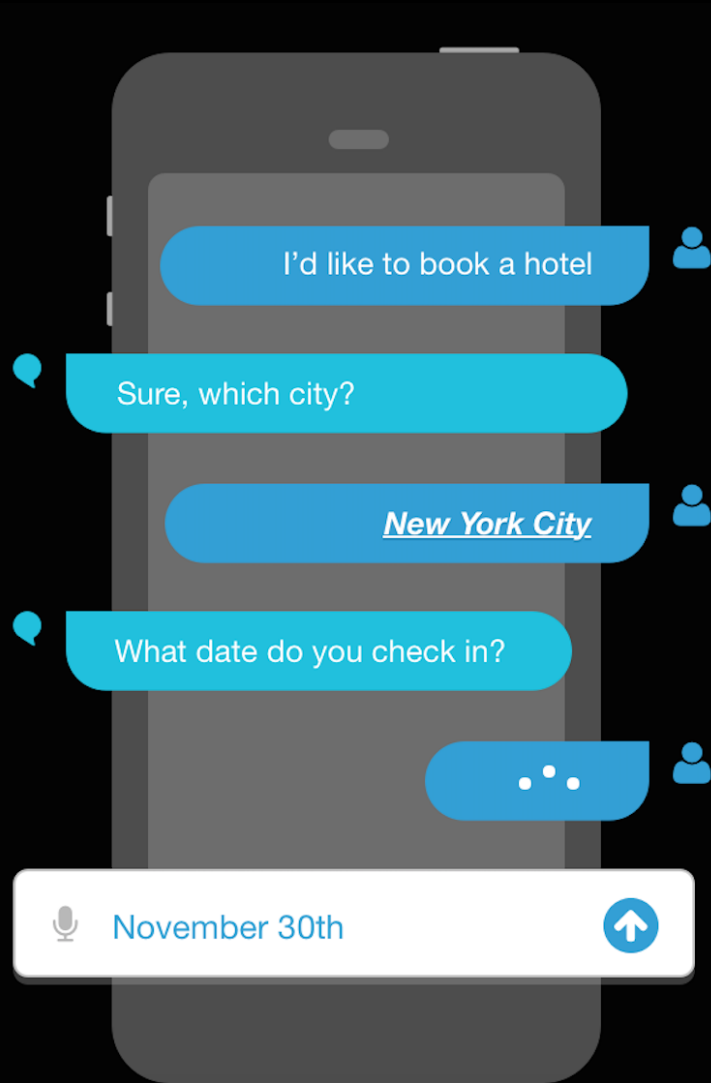 I’d like to book a hotel
Sure, which city?
New York City
What date do you check in?
November 30th